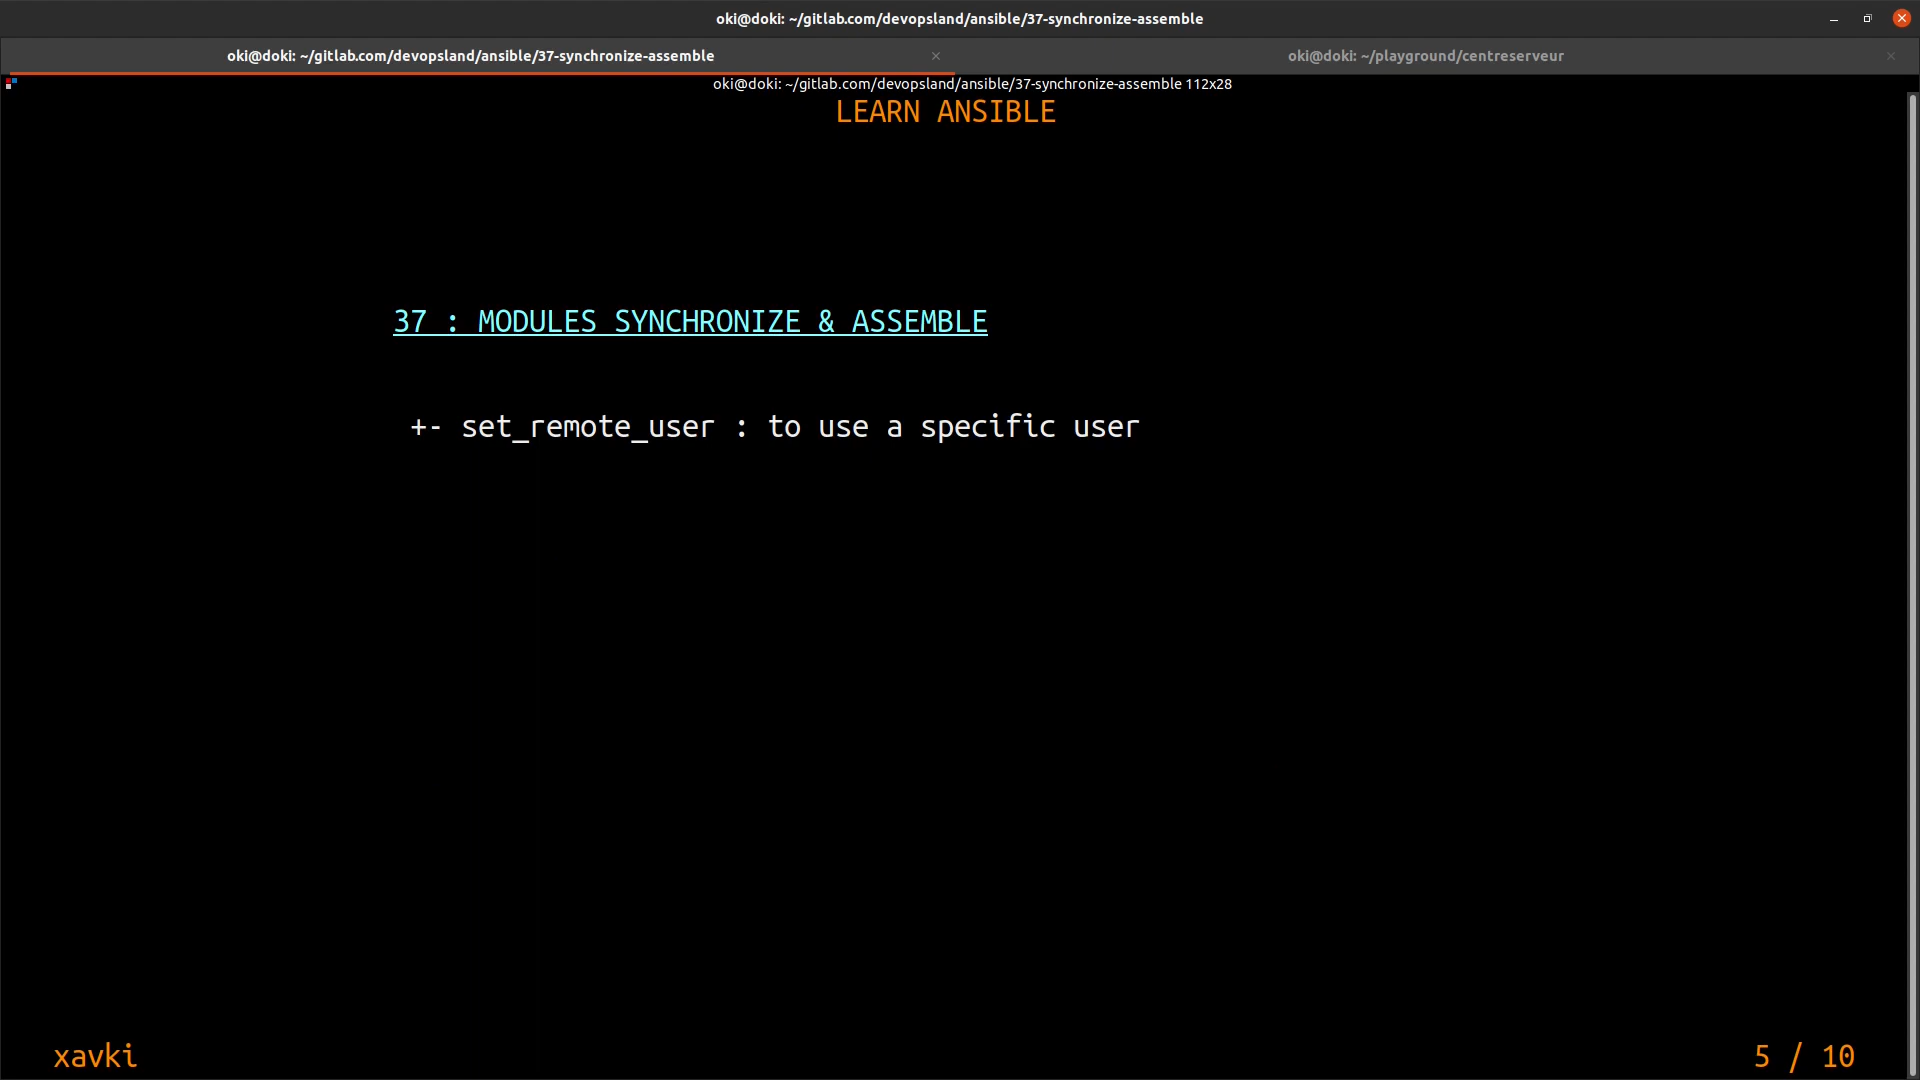 oki@doki: ~/gitlab.com/devopsland/ansible/37-synchronize-assemble
oki@doki: ~/gitlab.com/devopsland/ansible/37-synchronize-assemble
oki@doki: ~/playground/centreserveur
oki@doki: ~/gitlab.com/devopsland/ansible/37-synchronize-assemble 112x28
LEARN ANSIBLE
37 : MODULES SYNCHRONIZE & ASSEMBLE
+- set_remote_user : to use a specific user
xavki
5 / 10